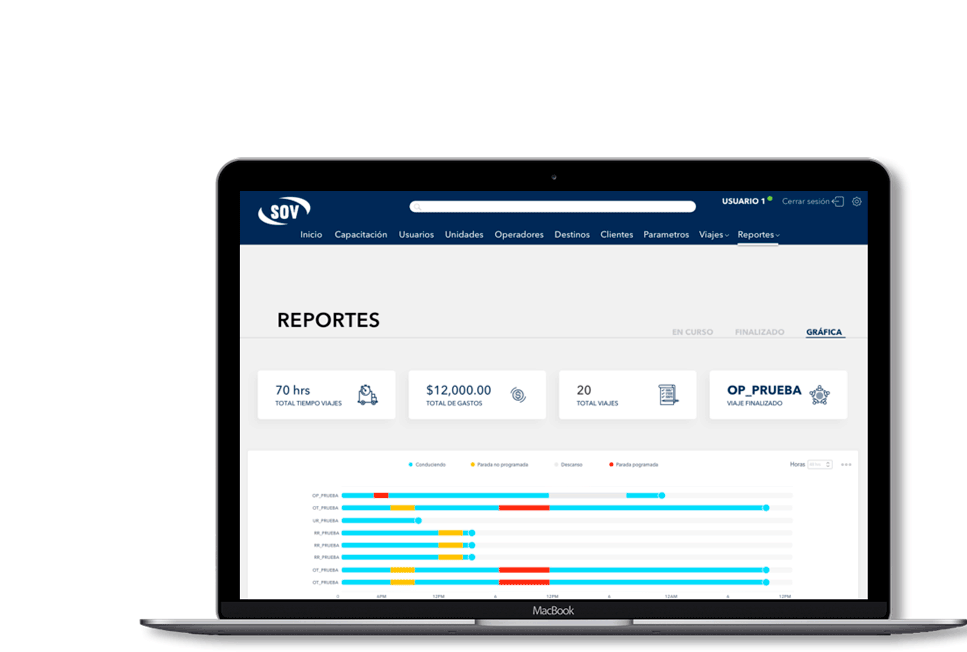 SOV
USUARIO 1
Cerrar sesión
Inicio Capacitación Usuarios Unidades Operadores Destinos Clientes Parametros Viajes Reportes
REPORTES
EN CURSO FINALIZADO GRÁFICA
70 hrs
TOTAL TIEMPO VIAJES
$12,000.00
TOTAL DE GASTOS
20
TOTAL VIAJES
OP_PRUEBA
VIAJE FINALIZADO
Conduciendo Parada no programada Descanso Parada pogramada Horas
OP_PRUEBA
OT_PRUEBA
UR_PRUEBA
RR_PRUEBA
RR_PRUEBA
RR_PRUEBA
OT_PRUEBA
OT_PRUEBA
0 6PM 12PM 6 12PM 6 12AM 6 12PM
MacBook